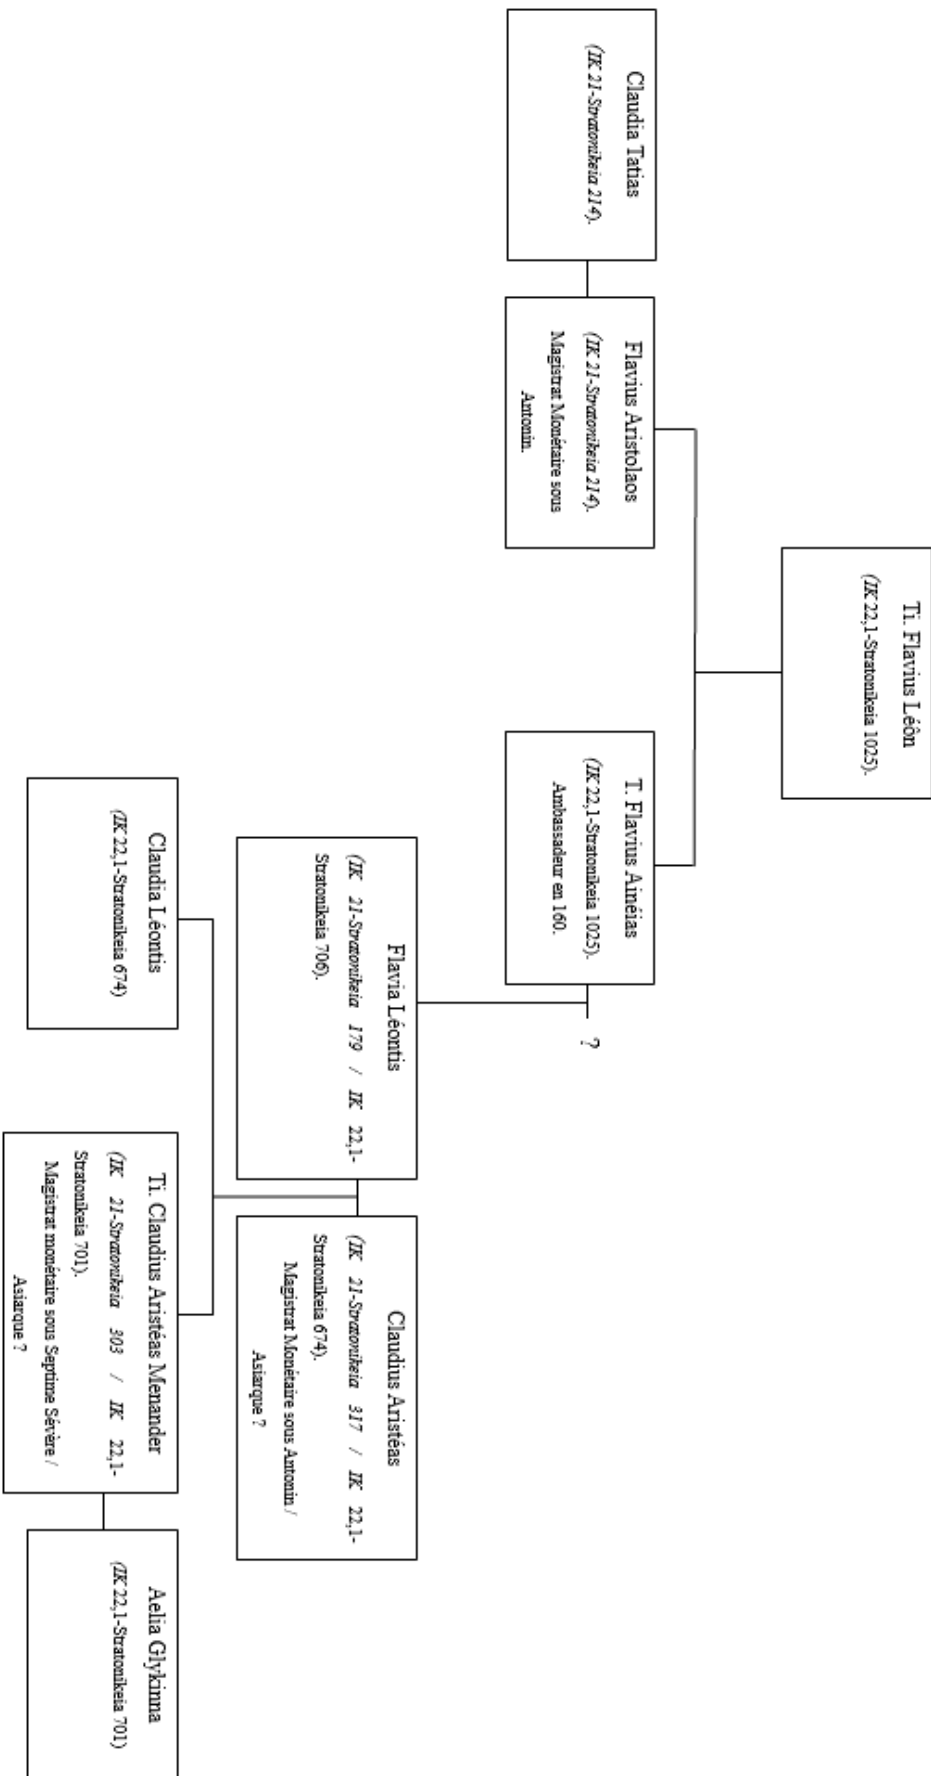 Ti. Flavius Léôn
(IK 22,1-Stratonikeia 1025).
Claudia Tatias
(IK 21-Stratonikeia 214).
Flavius Aristolaos
(IK 21-Stratonikeia 214).
Magistrat Monétaire sous
Antonin.
T. Flavius Ainéias
(IK 22,1-Stratonikeia 1025).
Ambassadeur en 160.
?
Flavia Léontis
(IK 21-Stratonikeia 179 / IK 22,1-
Stratonikeia 706).
Claudius Aristéas
(IK 21-Stratonikeia 317 / IK 22,1-
Stratonikeia 674).
Magistrat Monétaire sous Antonin /
Asiarque ?
Claudia Léontis
(IK 22,1-Stratonikeia 674)
Ti. Claudius Aristéas Menander
(IK 21-Stratonikeia 303 / IK 22,1-
Stratonikeia 701).
Magistrat monétaire sous Septime Sévère /
Asiarque ?
Aelia Glykinna
(IK 22,1-Stratonikeia 701)